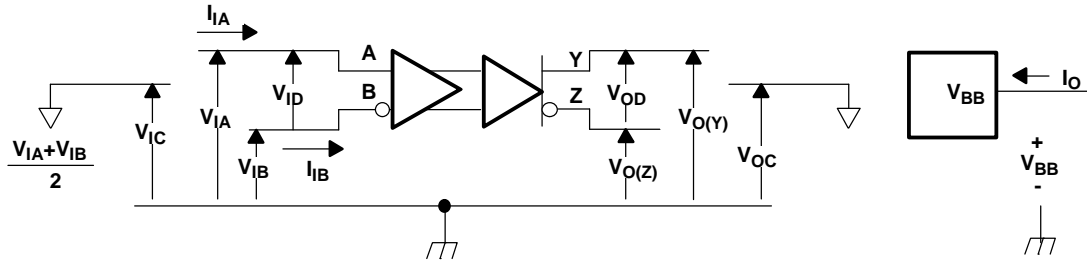 I_IA
A
Y
I_O
V_BB
B
Z
V_ID
V_OD
V_IA
V_O(Y)
V_IC
V_IA+V_IB
2
V_IB
I_IB
V_O(Z)
V_OC
+
V_BB
-